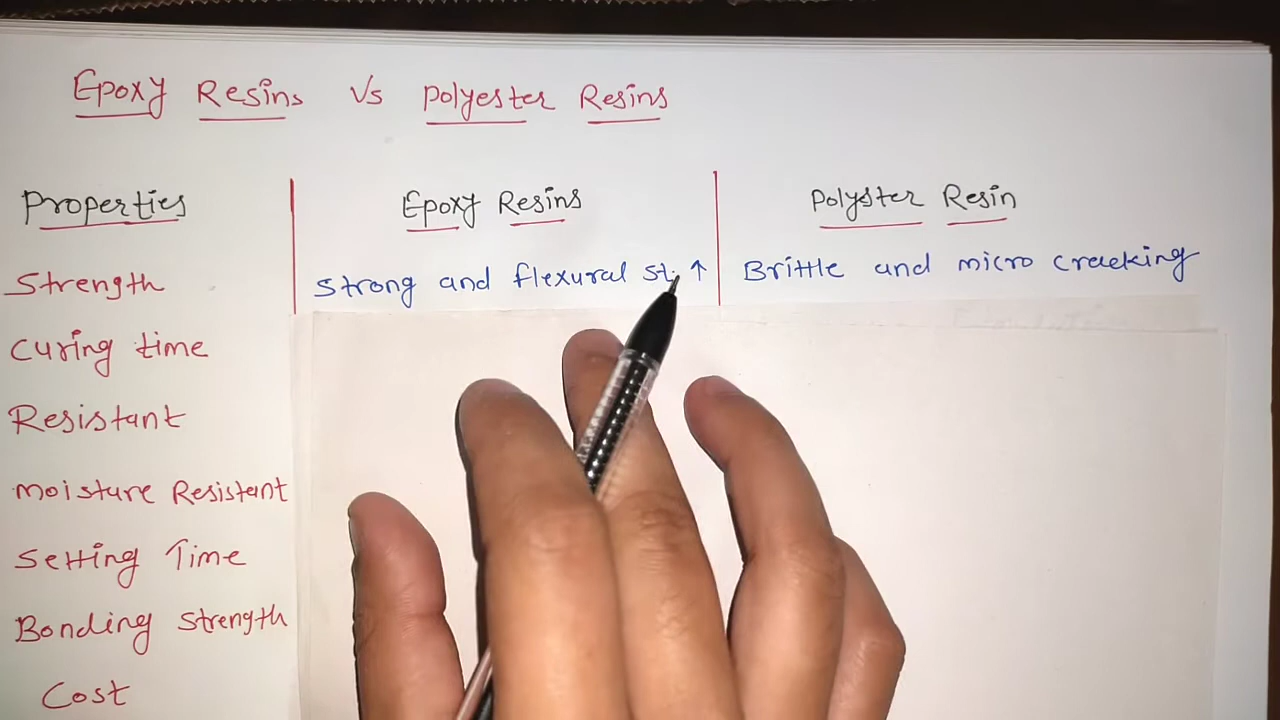 Epoxy Resins Vs Polyester Resins
Properties Epoxy Resins Polyster Resin
Strength Strong and flexural st. ↑ Brittle and micro cracking
Curing time
Resistant
Moisture Resistant
Setting Time
Bonding Strength
Cost